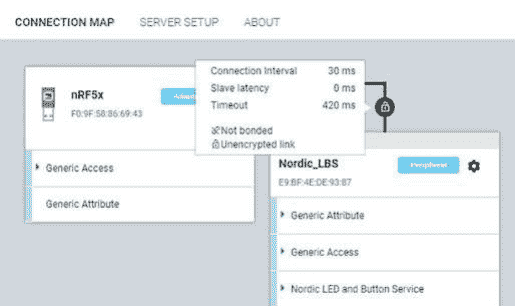 CONNECTION MAP SERVER SETUP ABOUT
Connection Interval 30 ms
Slave latency 0 ms
Timeout 420 ms
Not bonded
Unencrypted link
nRF5x
F0:9F:58:86:69:43
Generic Access
Generic Attribute
Nordic_LBS Peripheral
E9:BF:4E:DE:93:87
Generic Attribute
Generic Access
Nordic LED and Button Service